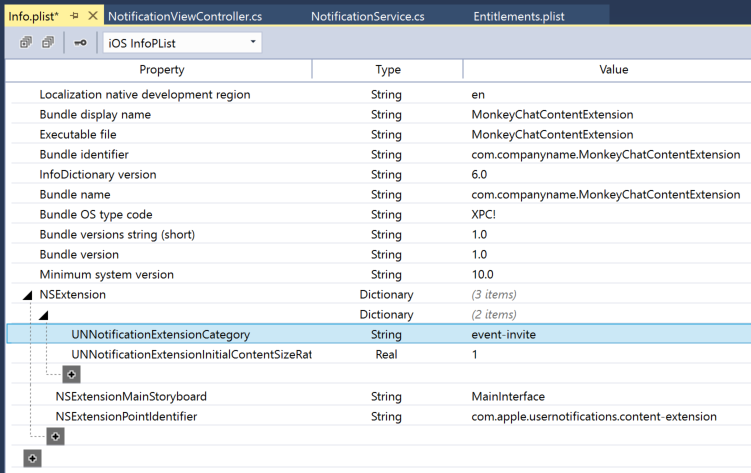 Info.plist* NotificationViewController.cs NotificationService.cs Entitlements.plist
iOS InfoPList
Property Type Value
Localization native development region String en
Bundle display name String MonkeyChatContentExtension
Executable file String MonkeyChatContentExtension
Bundle identifier String com.companyname.MonkeyChatContentExtension
InfoDictionary version String 6.0
Bundle name String com.companyname.MonkeyChatContentExtension
Bundle OS type code String XPC!
Bundle versions string (short) String 1.0
Bundle version String 1.0
Minimum system version String 10.0
NSExtension Dictionary (3 items)
Dictionary (2 items)
UNNotificationExtensionCategory String event-invite
UNNotificationExtensionInitialContentSizeRat Real 1
NSExtensionMainStoryboard String MainInterface
NSExtensionPointIdentifier String com.apple.usernotifications.content-extension